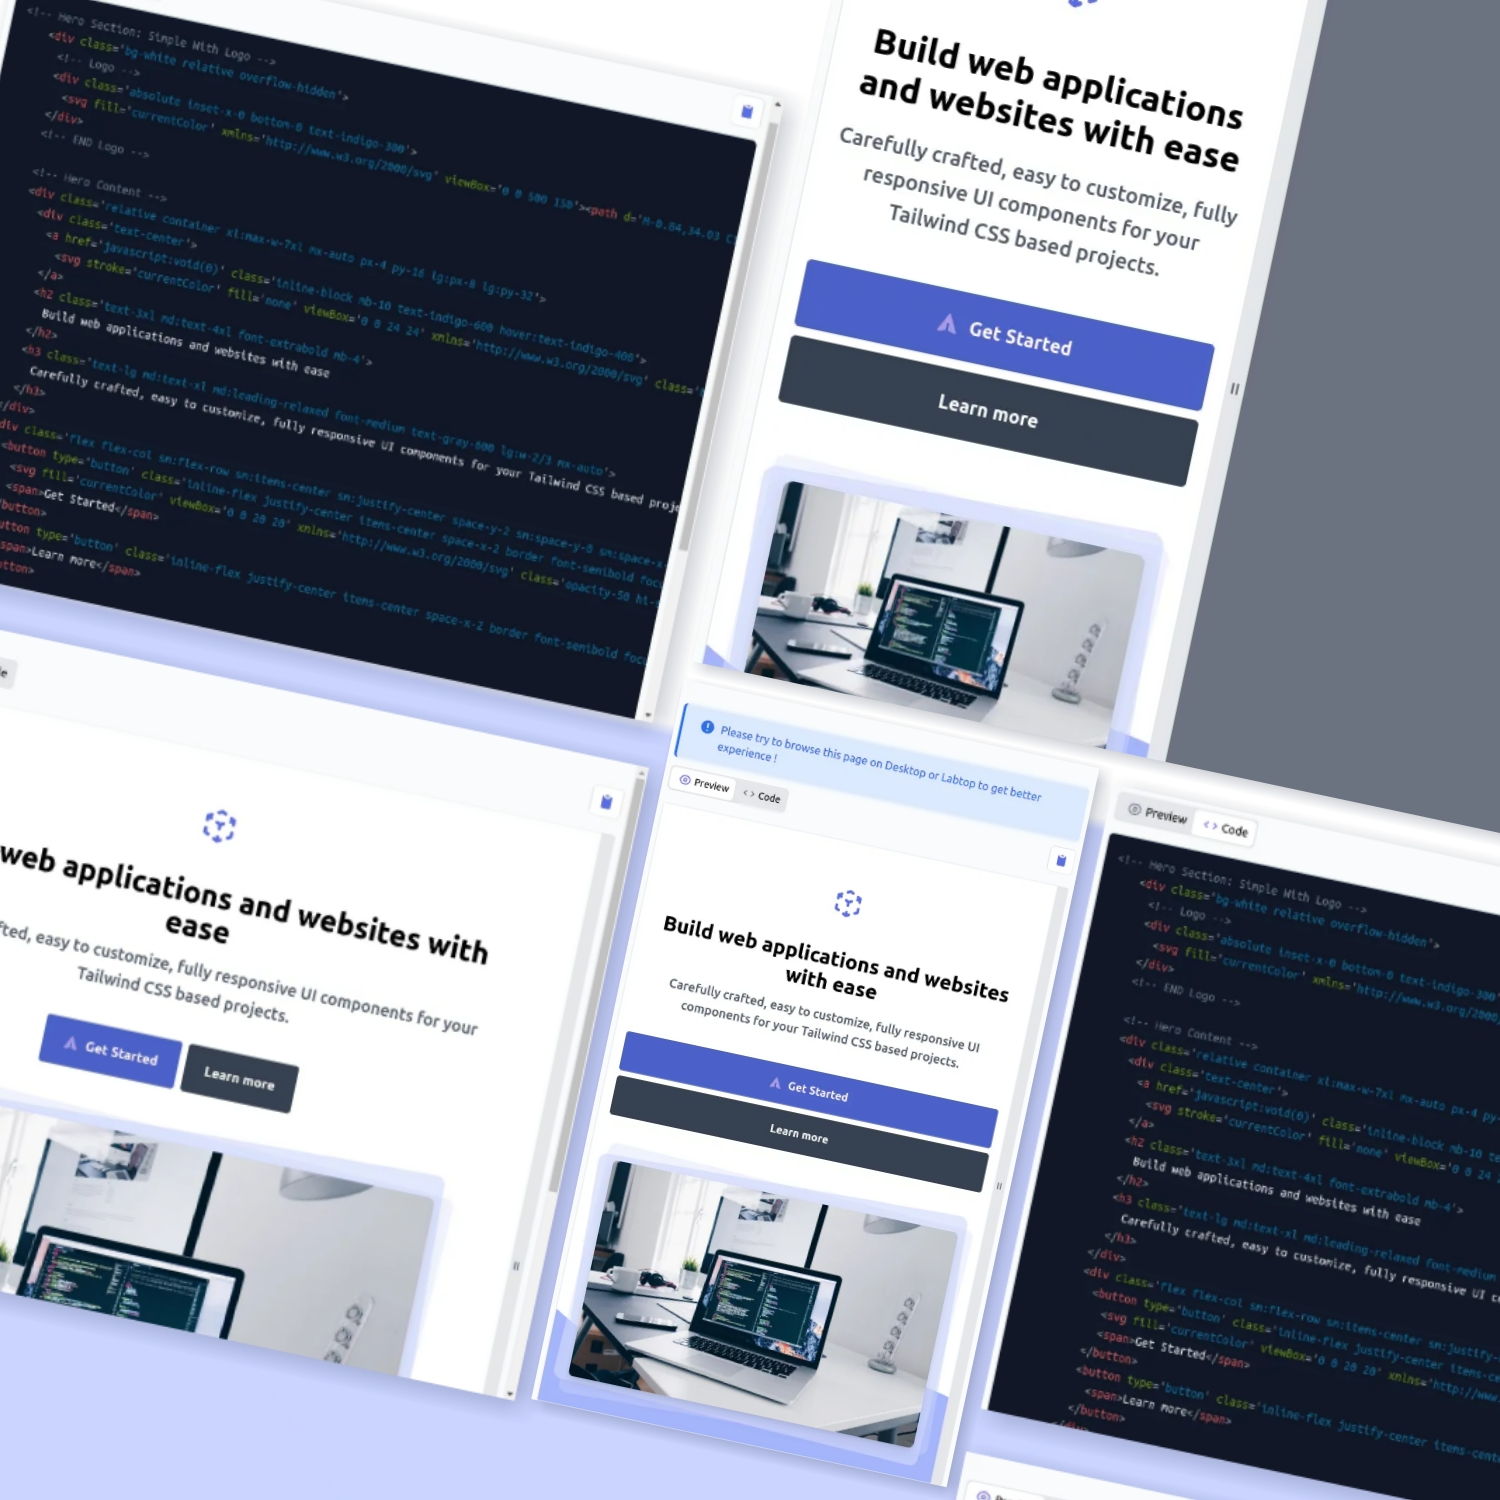 <!-- Hero Section: Simple With Logo -->
<div class='bg-white relative overflow-hidden'>
<!-- Logo -->
<div class='absolute inset-x-0 bottom-0 text-indigo-300'>
<svg fill='currentColor' xmlns='http://www.w3.org/2000/svg' viewBox='0 0 500 150'><path d='M-0.84,34.03
</div>
<!-- END Logo -->
<!-- Hero Content -->
<div class='relative container xl:max-w-7xl mx-auto px-4 py-16 lg:px-8 lg:py-32'>
<div class='text-center'>
<a href='javascript:void(0)' class='inline-block mb-10 text-indigo-600 hover:text-indigo-400'>
<svg stroke='currentColor' fill='none' viewBox='0 0 24 24' xmlns='http://www.w3.org/2000/svg' class='
</a>
<h2 class='text-3xl md:text-4xl font-extrabold mb-4'>
Build web applications and websites with ease
</h2>
<h3 class='text-lg md:text-xl md:leading-relaxed font-medium text-gray-600 lg:w-2/3 mx-auto'>
Carefully crafted, easy to customize, fully responsive UI components for your Tailwind CSS based proje
</h3>
</div>
div class='flex flex-col sm:flex-row sm:items-center sm:justify-center space-y-2 sm:space-y-0 sm:space-x-
<button type='button' class='inline-flex justify-center items-center space-x-2 border font-semibold foc
<svg fill='currentColor' viewBox='0 0 20 20' xmlns='http://www.w3.org/2000/svg' class='opacity-50 hi-
<span>Get Started</span>
button>
utton type='button' class='inline-flex justify-center items-center space-x-2 border font-semibold foc
span>Learn more</span>
tton>
Build web applications
and websites with ease
Carefully crafted, easy to customize, fully
responsive UI components for your
Tailwind CSS based projects.
Get Started
Learn more
e
web applications and websites with
ease
fted, easy to customize, fully responsive UI components for your
Tailwind CSS based projects.
Get Started
Learn more
Please try to browse this page on Desktop or Labtop to get better
experience !
Preview
Code
Build web applications and websites
with ease
Carefully crafted, easy to customize, fully responsive UI
components for your Tailwind CSS based projects.
Get Started
Learn more
Preview
Code
<!-- Hero Section: Simple With Logo -->
<div class='bg-white relative overflow-hidden'>
<!-- Logo -->
<div class='absolute inset-x-0 bottom-0 text-indigo-300'
<svg fill='currentColor' xmlns='http://www.w3.org/2000
</div>
<!-- END Logo -->
<!-- Hero Content -->
<div class='relative container xl:max-w-7xl mx-auto px-4 py-
<div class='text-center'>
<a href='javascript:void(0)' class='inline-block mb-10 te
<svg stroke='currentColor' fill='none' viewBox='0 0 24
</a>
<h2 class='text-3xl md:text-4xl font-extrabold mb-4'>
Build web applications and websites with ease
</h2>
<h3 class='text-lg md:text-xl md:leading-relaxed font-medium
Carefully crafted, easy to customize, fully responsive UI c
</h3>
</div>
<div class='flex flex-col sm:flex-row sm:items-center sm:justify-
<button type='button' class='inline-flex justify-center items-ce
<svg fill='currentColor' viewBox='0 0 20 20' xmlns='http://ww
<span>Get Started</span>
</button>
<button type='button' class='inline-flex justify-center items-cent
<span>Learn more</span>
</button>
</div>